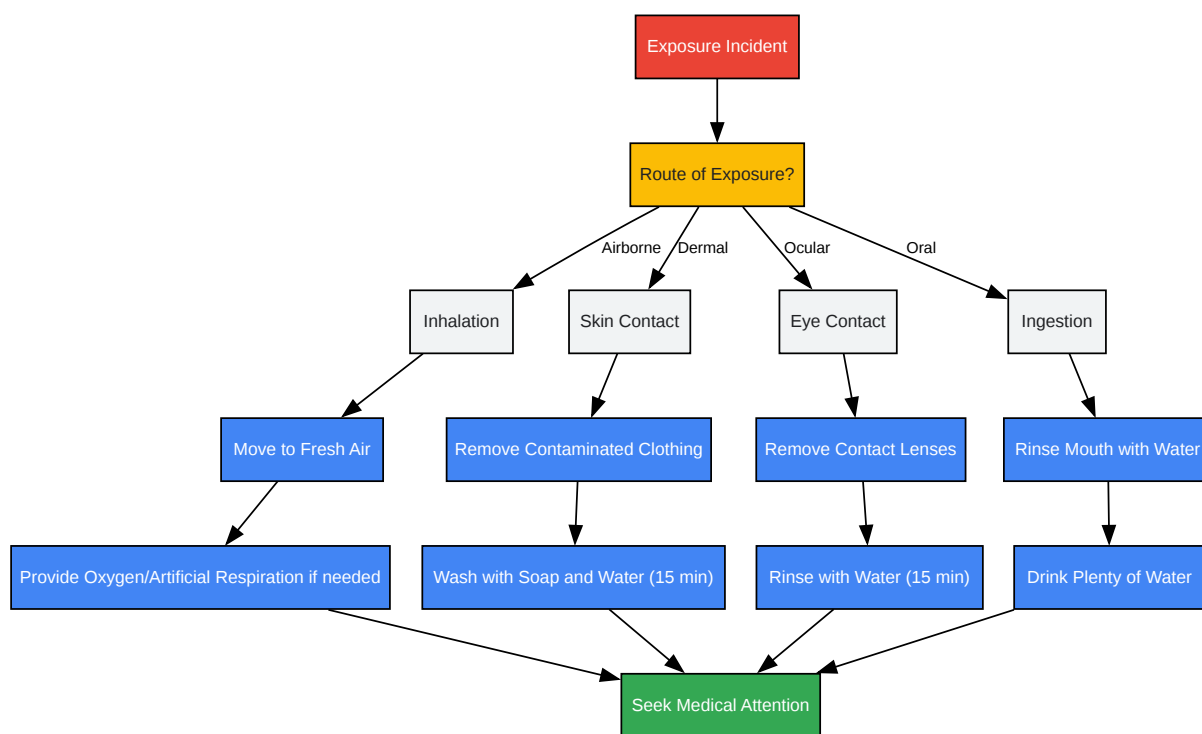 Exposure Incident
Route of Exposure?
Airborne
Dermal
Ocular
Oral
Inhalation
Skin Contact
Eye Contact
Ingestion
Move to Fresh Air
Remove Contaminated Clothing
Remove Contact Lenses
Rinse Mouth with Water
Provide Oxygen/Artificial Respiration if needed
Wash with Soap and Water (15 min)
Rinse with Water (15 min)
Drink Plenty of Water
Seek Medical Attention